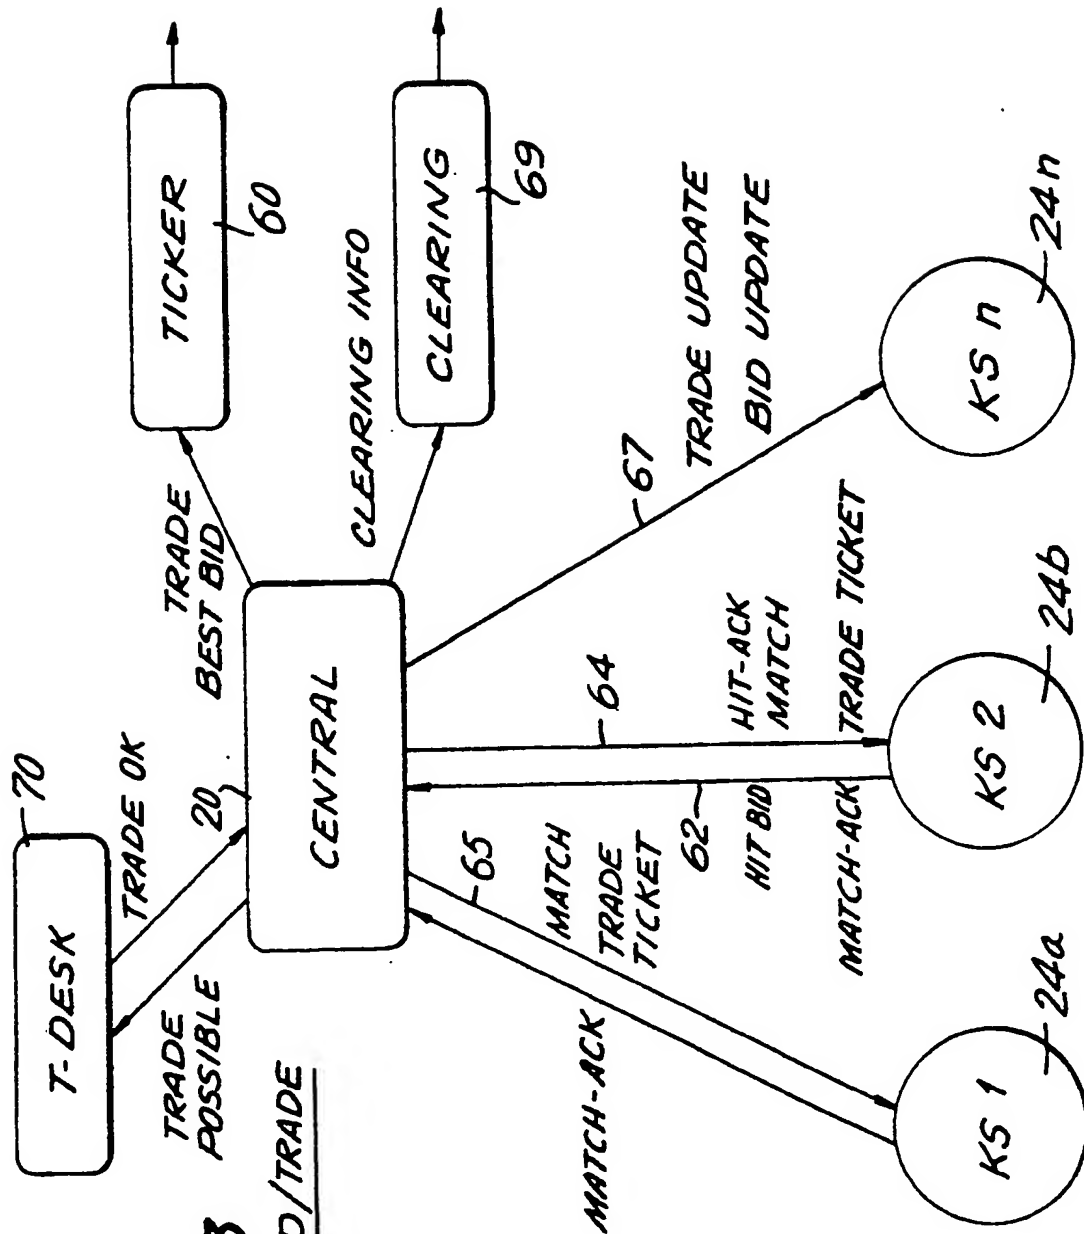 70
T-DESK
TRADE OK
TRADE
POSSIBLE
20
CENTRAL
TRADE
BEST BID
TICKER
60
CLEARING INFO
CLEARING
69
3
D/TRADE
MATCH-ACK
65
MATCH
TRADE
TICKET
62
HIT BID
MATCH-ACK
64
HIT-ACK
MATCH
TRADE TICKET
67
TRADE UPDATE
BID UPDATE
KS 1
24a
KS 2
24b
KS n
24n